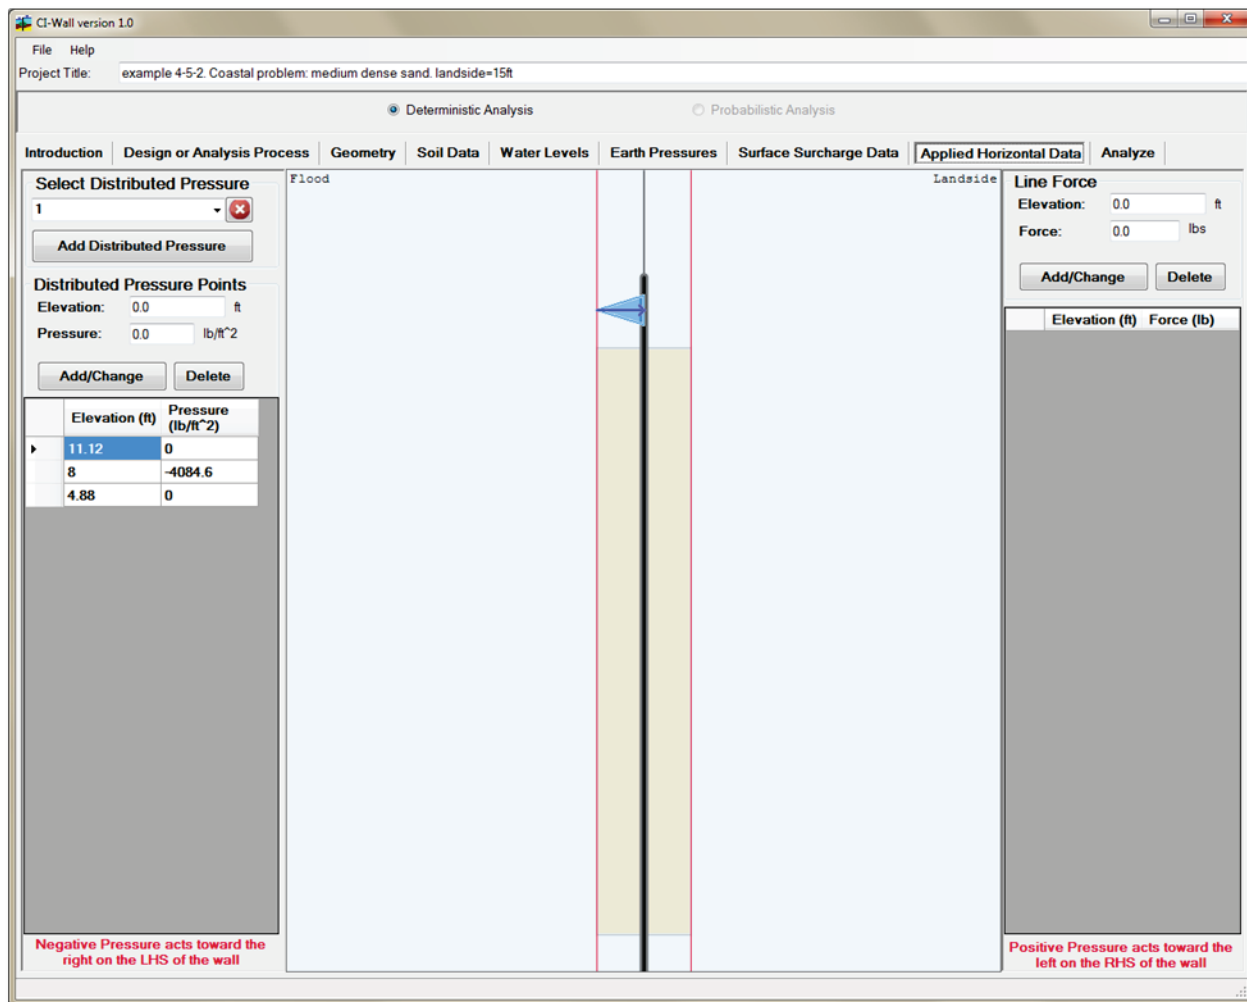 CI-Wall version 1.0
File Help
Project Title: example 4-5-2. Coastal problem: medium dense sand. landside=15ft
Deterministic Analysis Probabilistic Analysis
Introduction Design or Analysis Process Geometry Soil Data Water Levels Earth Pressures Surface Surcharge Data Applied Horizontal Data Analyze
Select Distributed Pressure
1
Add Distributed Pressure
Distributed Pressure Points
Elevation: 0.0 ft
Pressure: 0.0 lb/ft^2
Add/Change Delete
Elevation (ft) Pressure (lb/ft^2)
11.12 0
8 -4084.6
4.88 0
Negative Pressure acts toward the
right on the LHS of the wall
Flood Landside
Line Force
Elevation: 0.0 ft
Force: 0.0 lbs
Add/Change Delete
Elevation (ft) Force (lb)
Positive Pressure acts toward the
left on the RHS of the wall